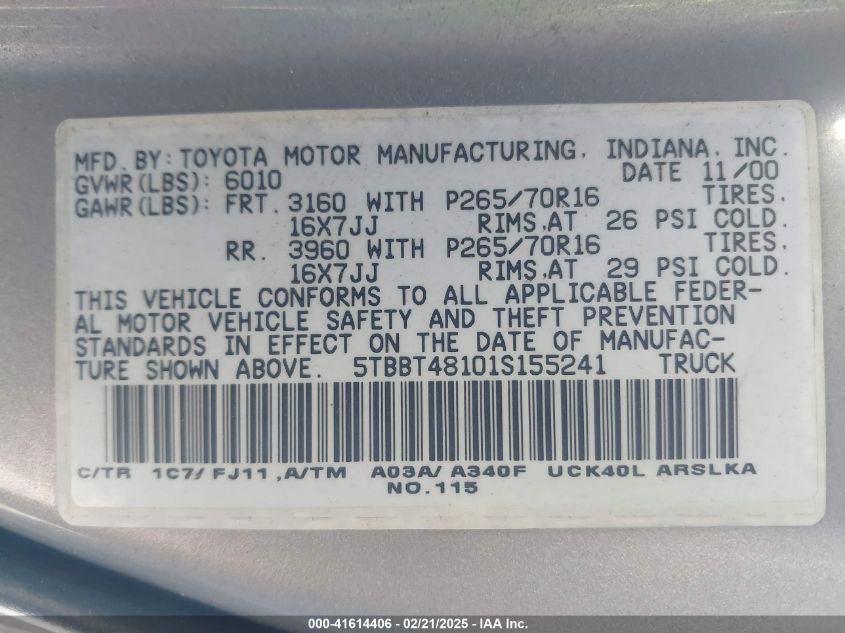 MFD. BY: TOYOTA MOTOR MANUFACTURING, INDIANA, INC.
GVWR(LBS): 6010 DATE 11/00
GAWR(LBS): FRT. 3160 WITH P265/70R16 TIRES,
16X7JJ RIMS,AT 26 PSI COLD.
RR. 3960 WITH P265/70R16 TIRES,
16X7JJ RIMS,AT 29 PSI COLD.
THIS VEHICLE CONFORMS TO ALL APPLICABLE FEDER-
AL MOTOR VEHICLE SAFETY AND THEFT PREVENTION
STANDARDS IN EFFECT ON THE DATE OF MANUFAC-
TURE SHOWN ABOVE. 5TBBT48101S155241 TRUCK
C/TR 1C7/ FJ11 ,A/TM A03A/ A340F UCK40L ARSLKA
NO.115
000-41614406 - 02/21/2025 - IAA Inc.